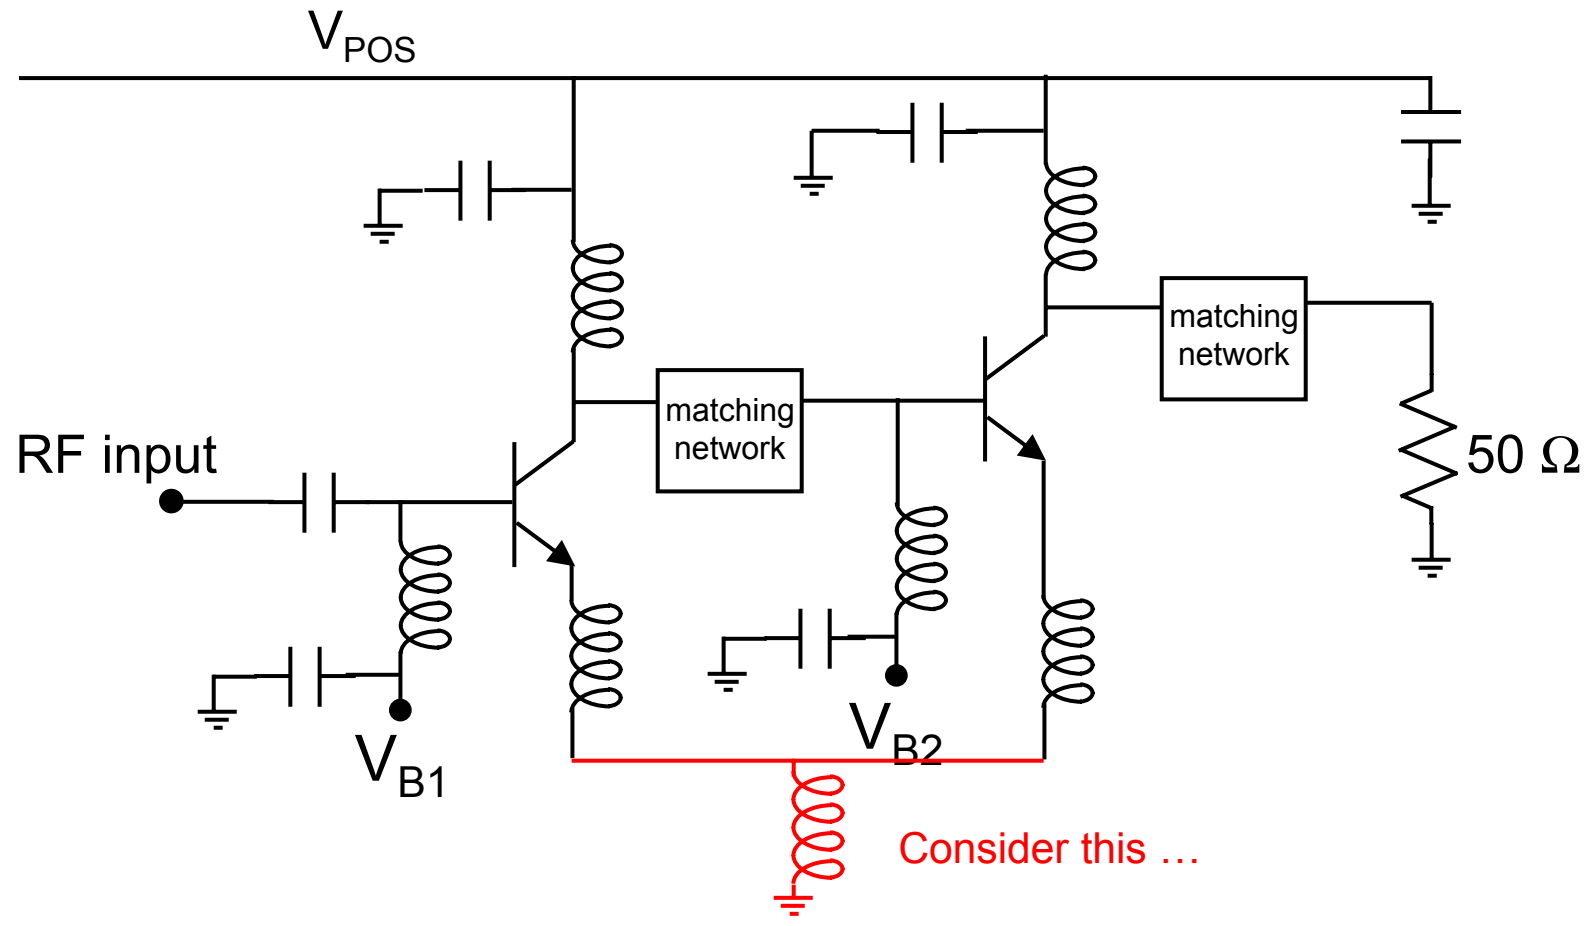 VPOS
matching
network
matching
network
RF input
50 Ω
VB2
VB1
Consider this …